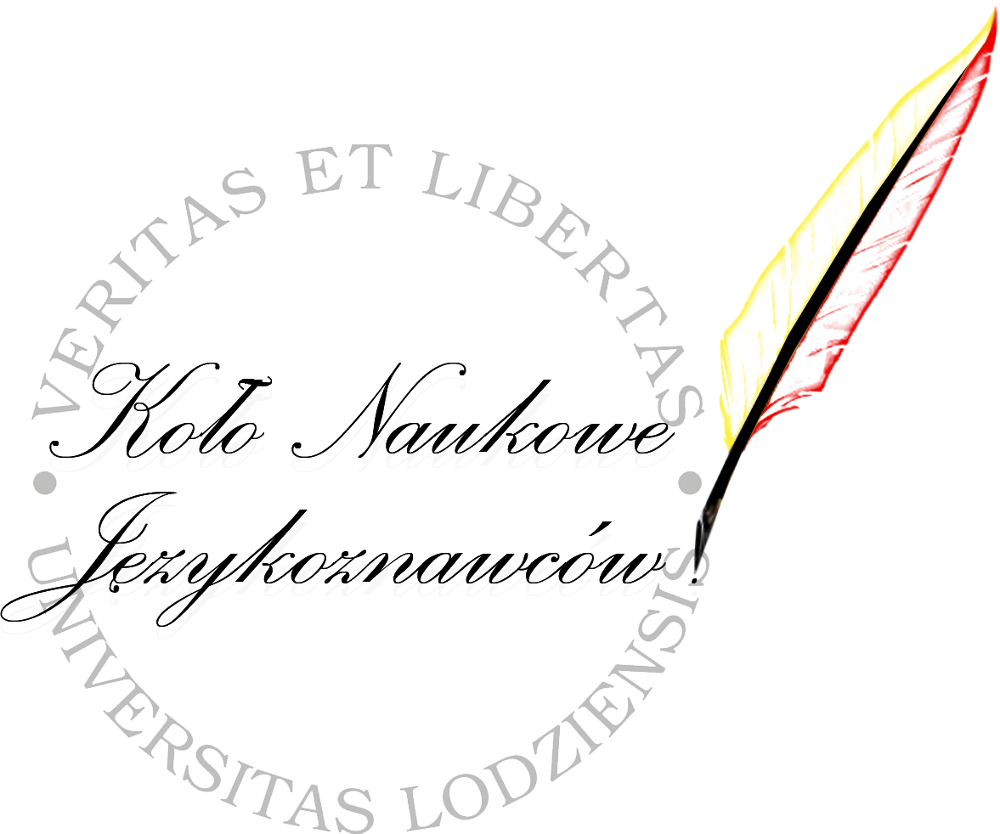 VERITAS ET LIBERTAS
Koło Naukowe
Językoznawców
UNIVERSITAS LODZIENSIS